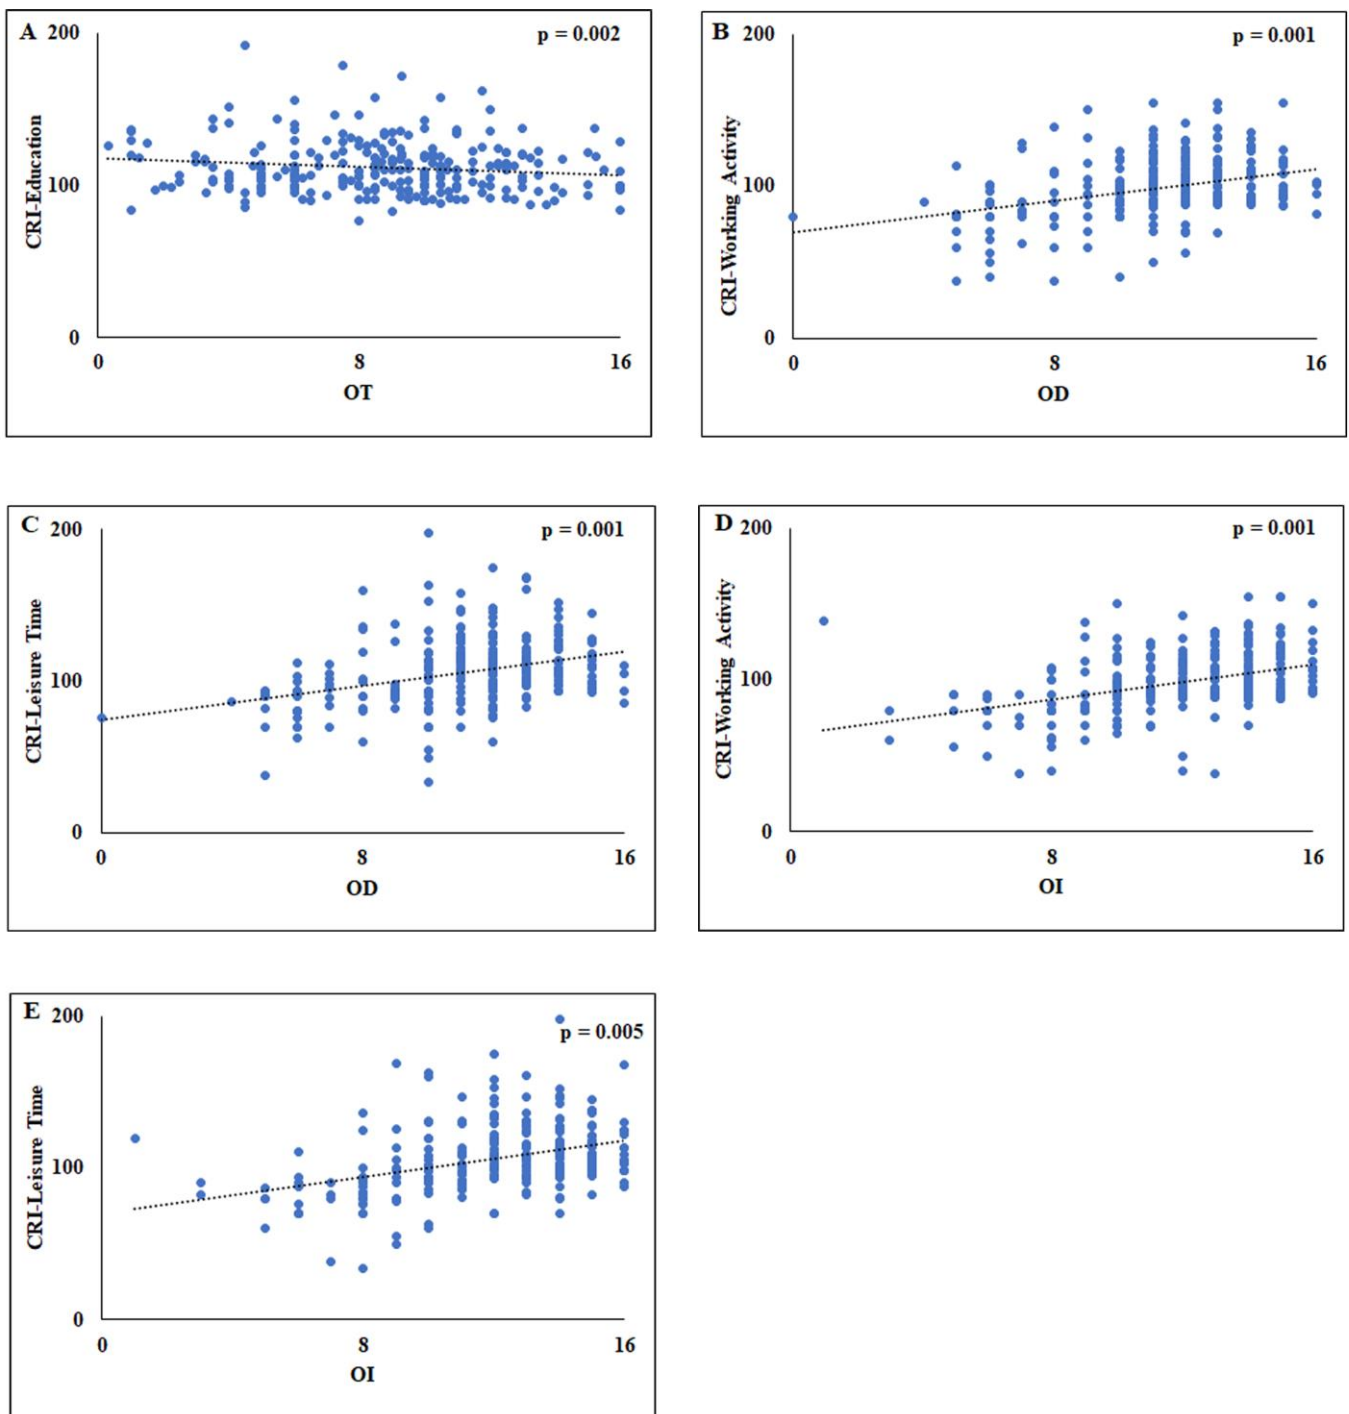 A
p = 0.002
200
100
0
CRI-Education
0 8 16
OT
B
p = 0.001
200
100
0
CRI-Working Activity
0 8 16
OD
C
p = 0.001
200
100
0
CRI-Leisure Time
0 8 16
OD
D
p = 0.001
200
100
0
CRI-Working Activity
0 8 16
OI
E
p = 0.005
200
100
0
CRI-Leisure Time
0 8 16
OI